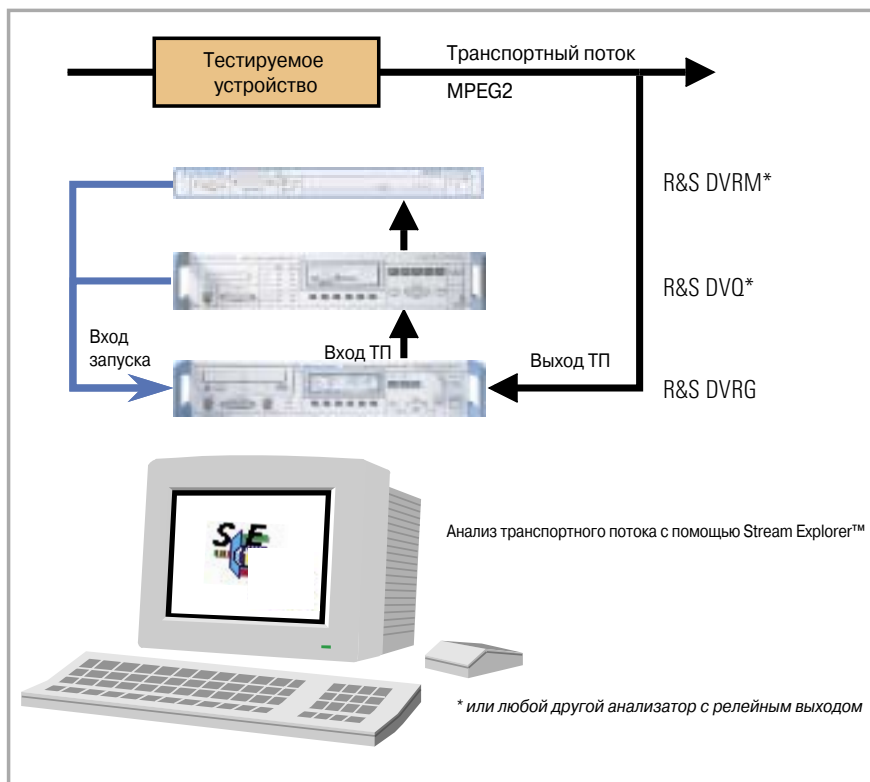 Тестируемое
устройство
Транспортный поток
MPEG2
R&S DVRM*
R&S DVQ*
Вход
запуска
Вход ТП
Выход ТП
R&S DVRG
S E
Анализ транспортного потока с помощью Stream Explorer™
* или любой другой анализатор с релейным выходом